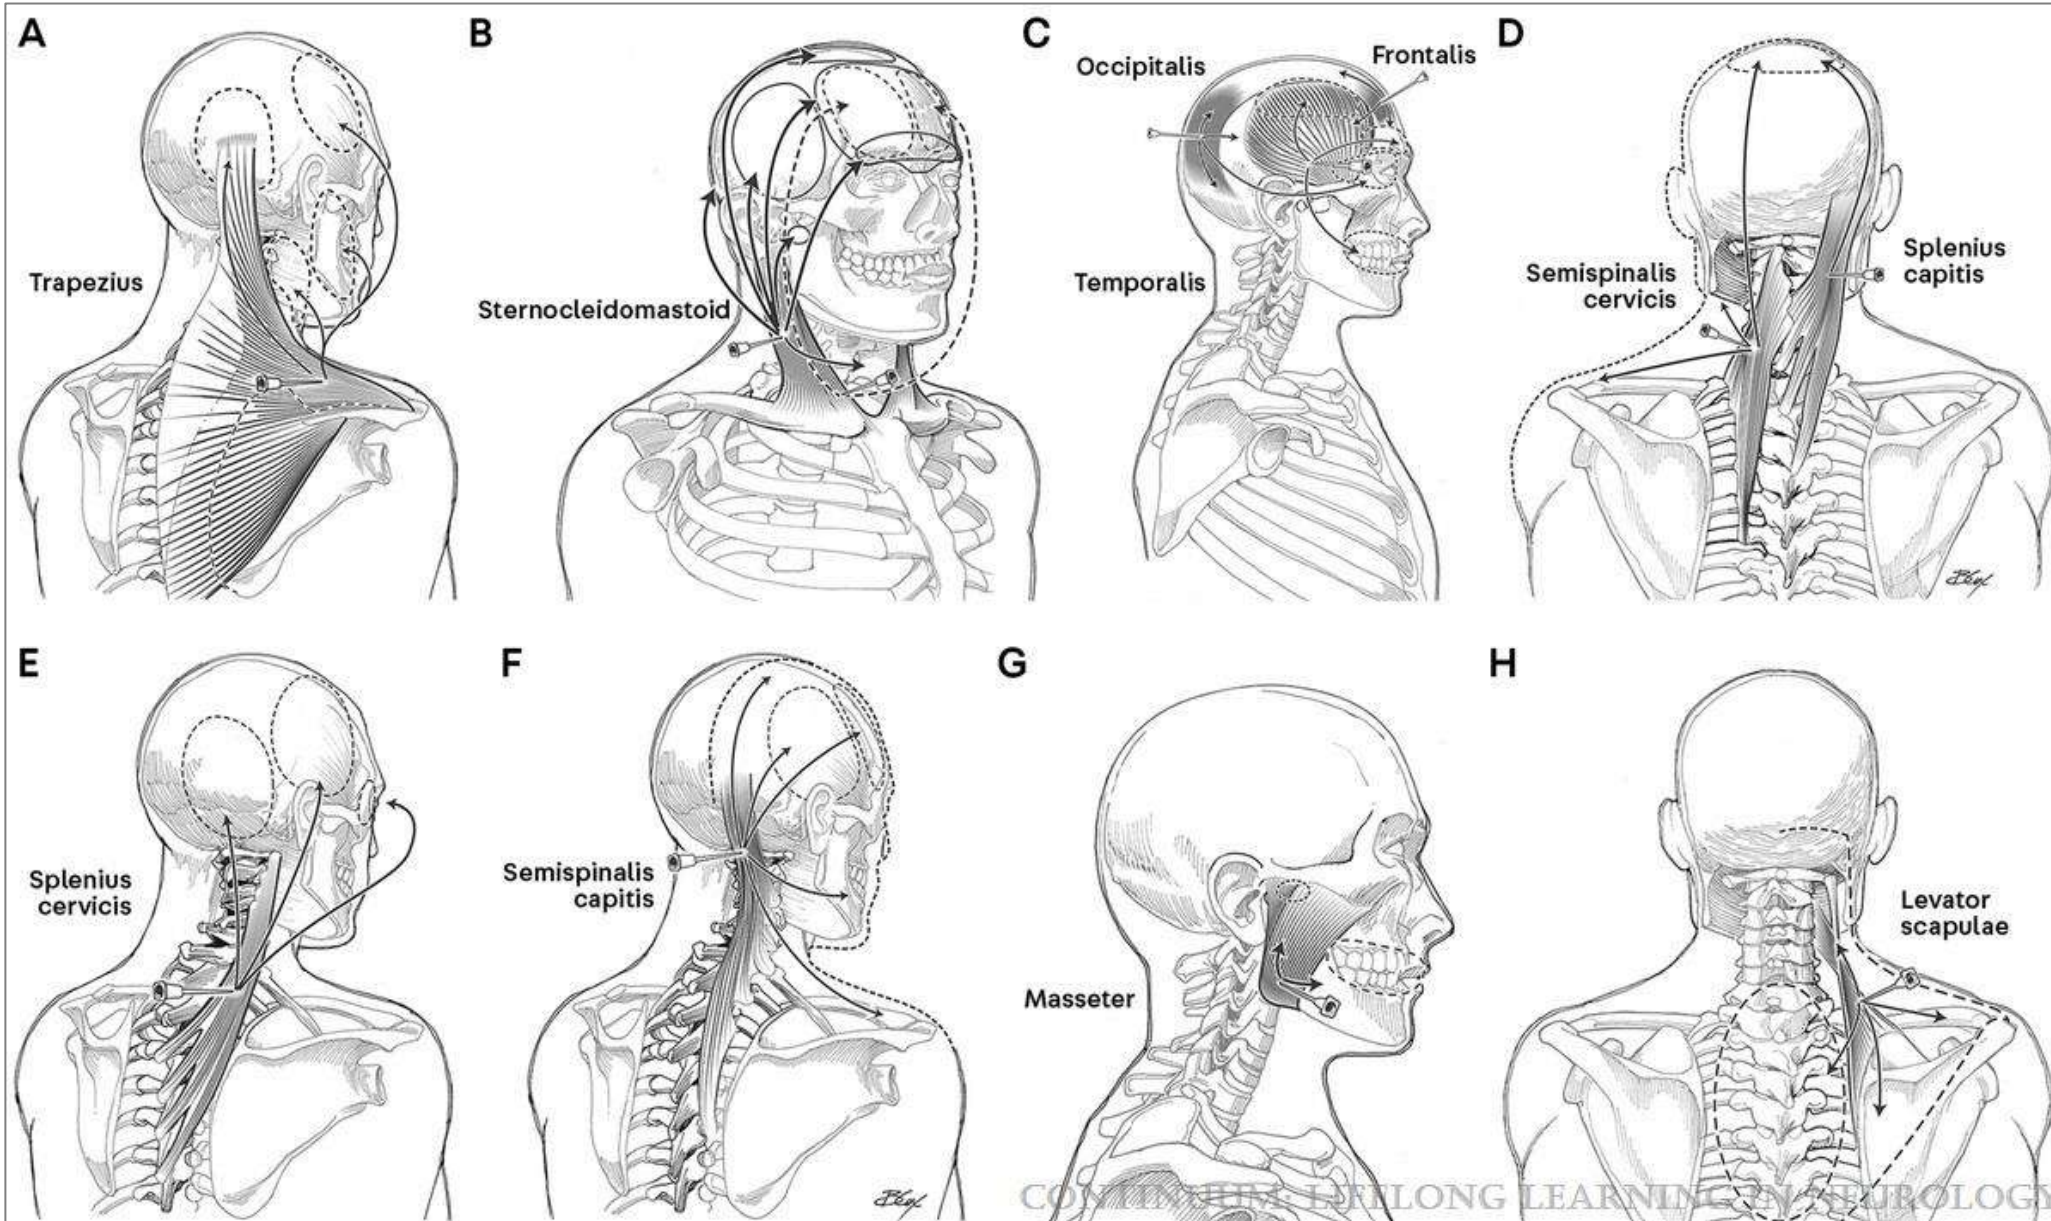 A
B
C
D
Occipitalis
Frontalis
Trapezius
Sternocleidomastoid
Temporalis
Semispinalis
cervicis
Splenius
capitis
E
F
G
H
Splenius
cervicis
Semispinalis
capitis
Masseter
Levator
scapulae
CONTINUUM: LIFELONG LEARNING IN NEUROLOGY